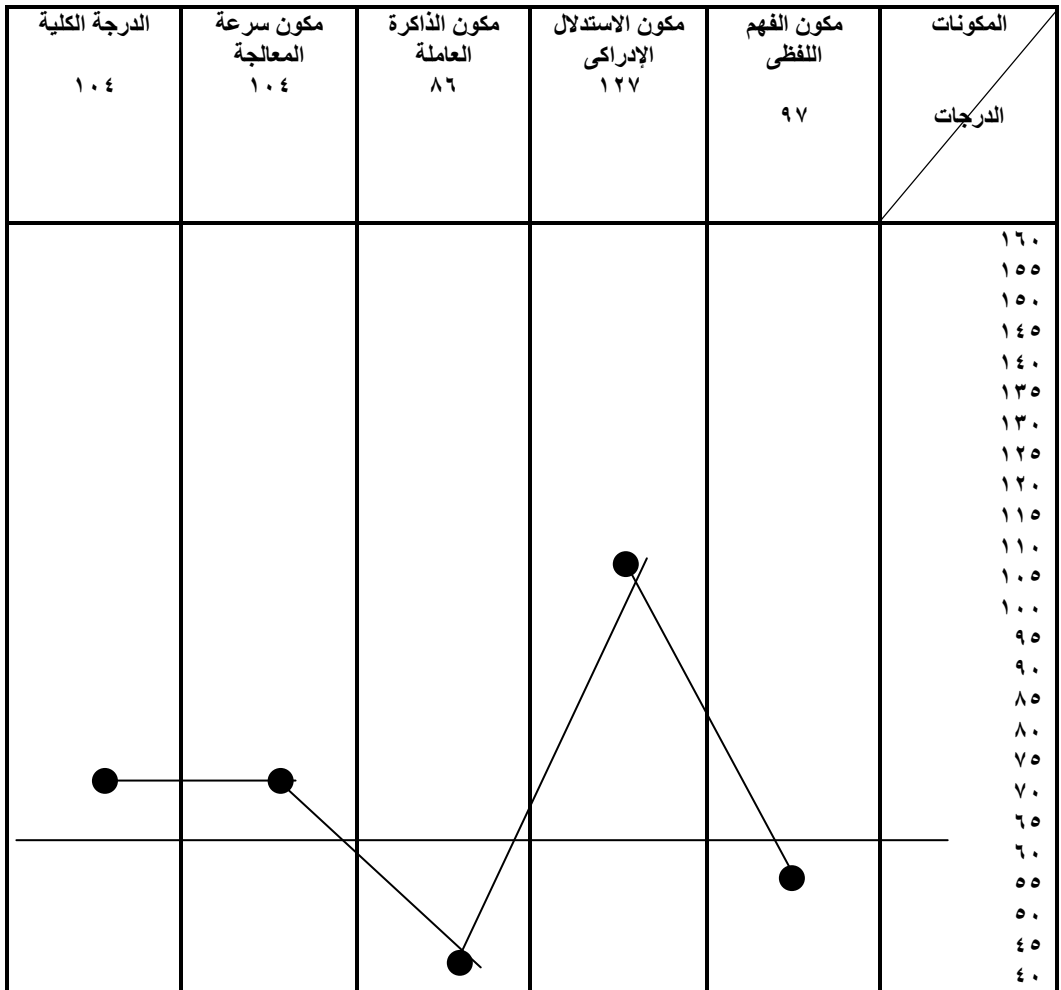 المكونات
الدرجات
مكون الفهم
اللفظى
٩٧
مكون الاستدلال
الإدراكى
١٢٧
مكون الذاكرة
العاملة
٨٦
مكون سرعة
المعالجة
١٠٤
الدرجة الكلية
١٠٤
١٦٠
١٥٥
١٥٠
١٤٥
١٤٠
١٣٥
١٣٠
١٢٥
١٢٠
١١٥
١١٠
١٠٥
١٠٠
٩٥
٩٠
٨٥
٨٠
٧٥
٧٠
٦٥
٦٠
٥٥
٥٠
٤٥
٤٠